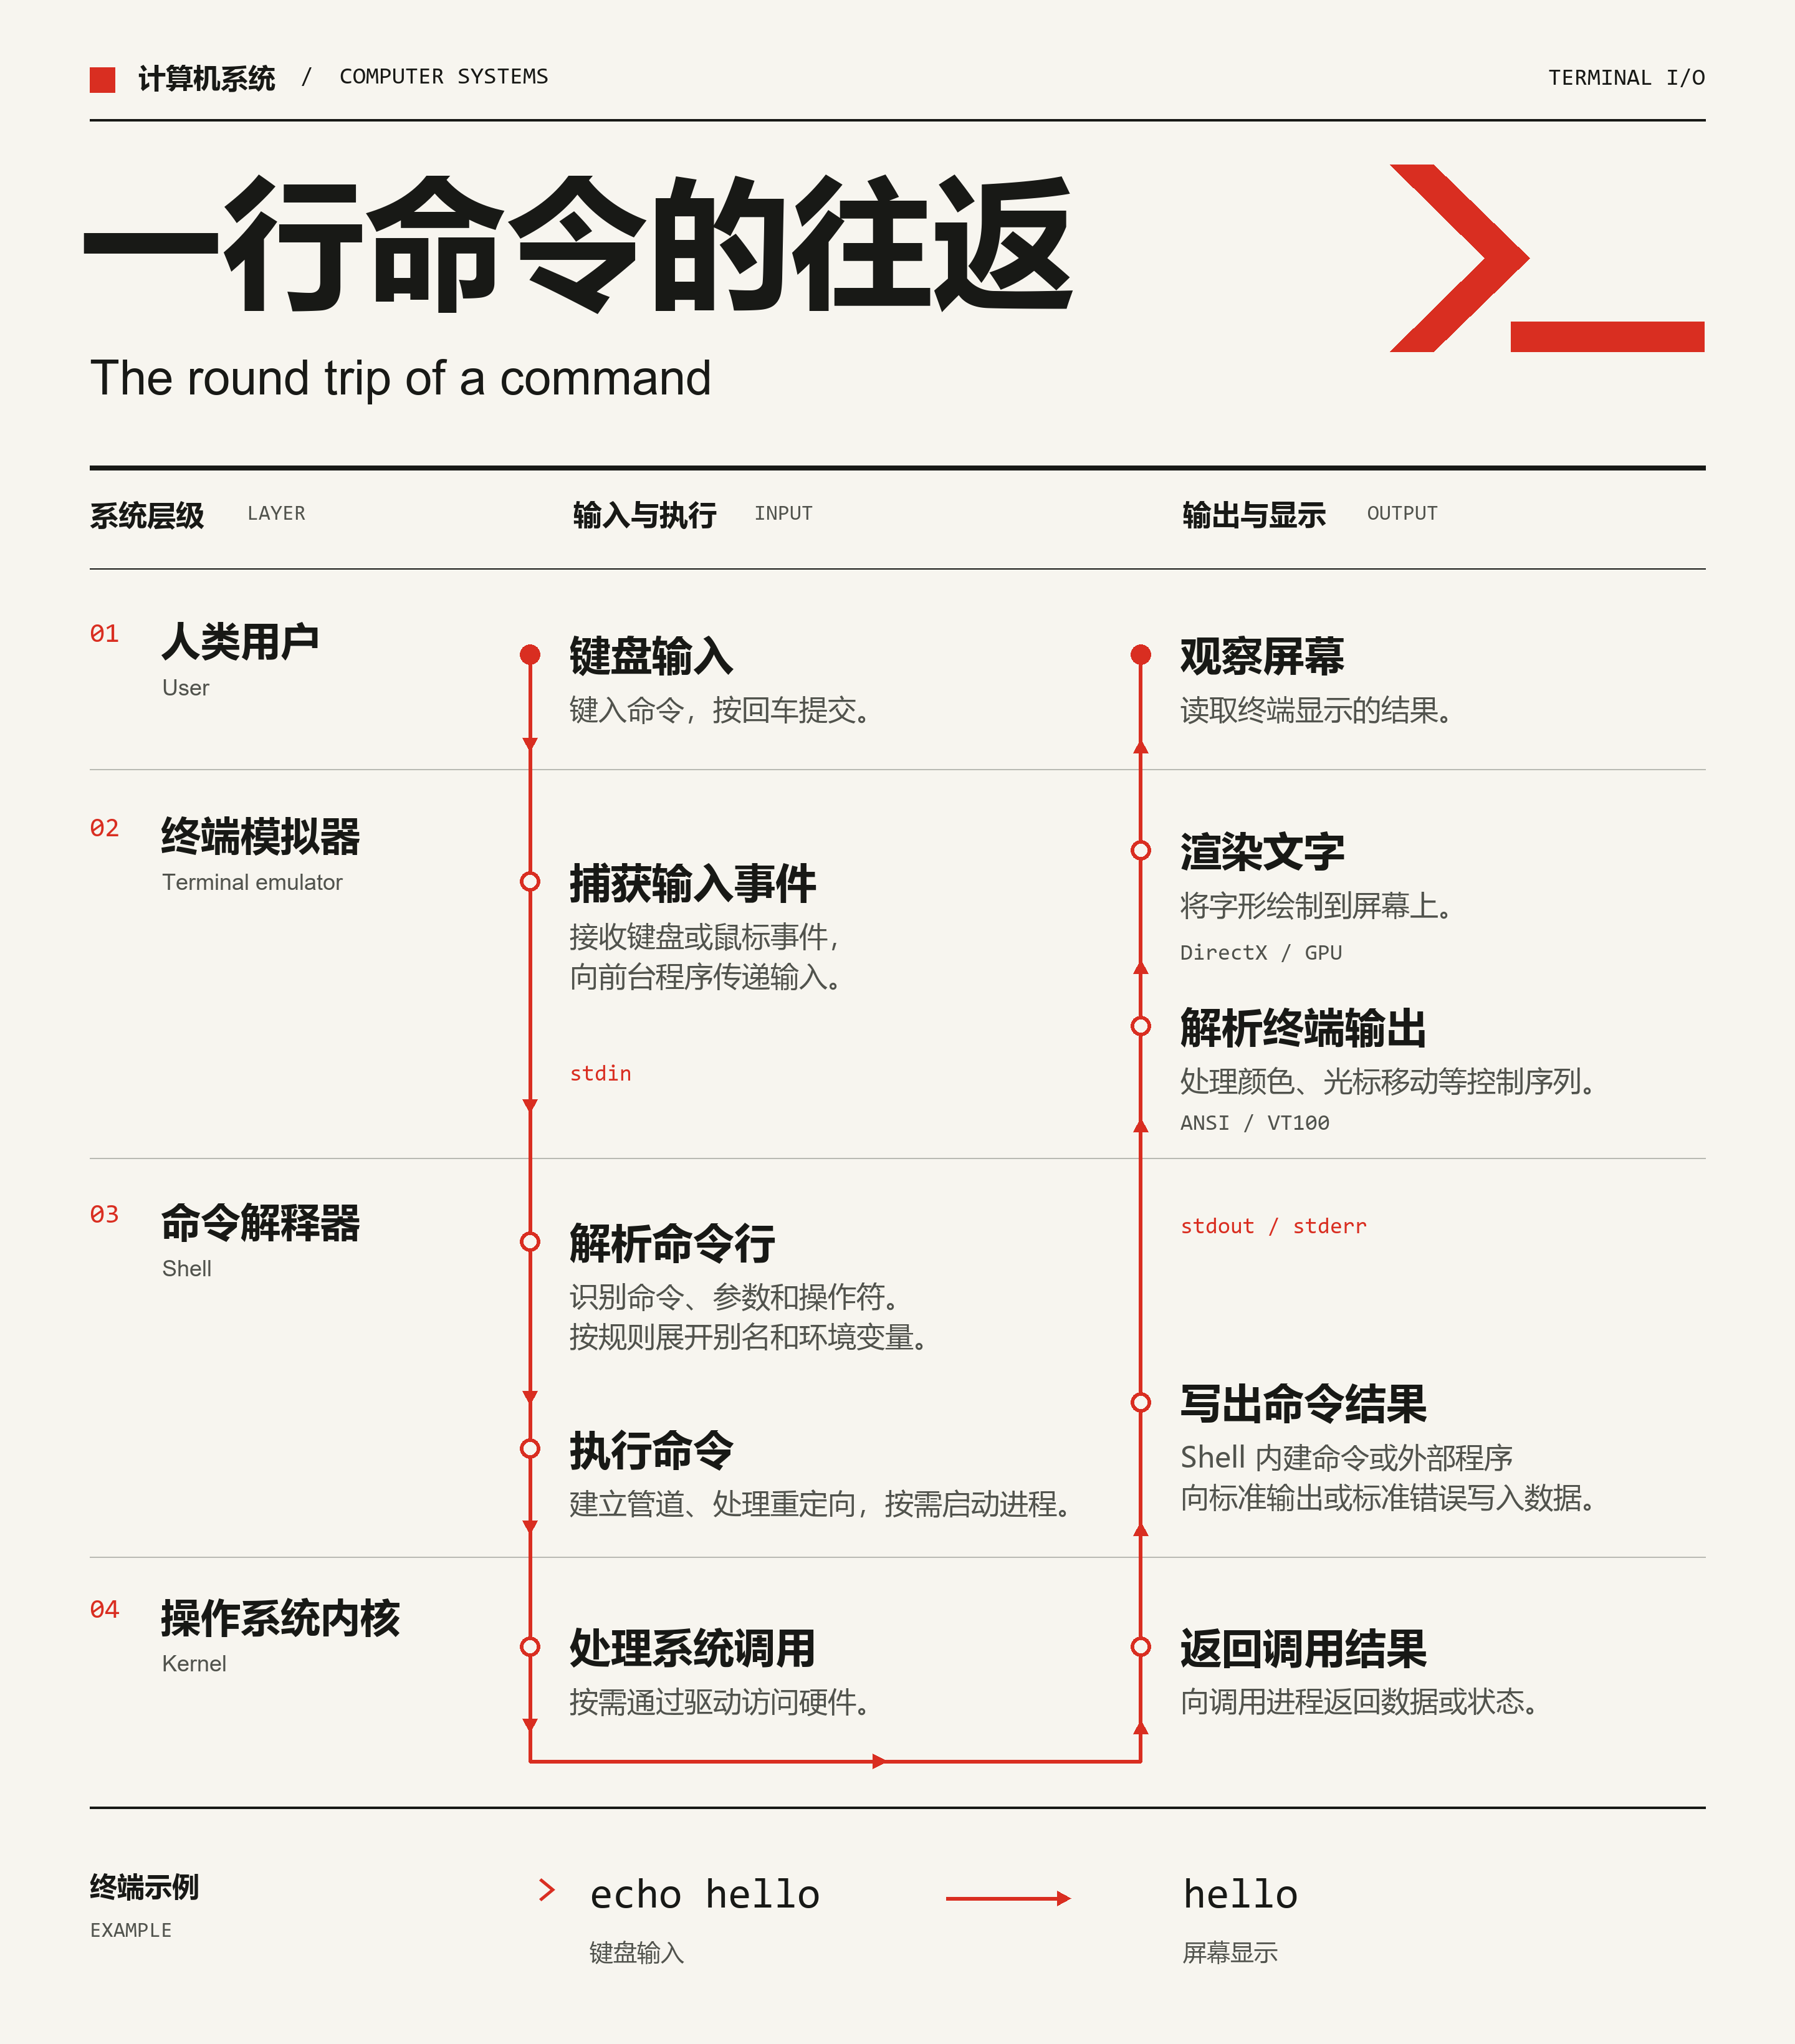 计算机系统 / COMPUTER SYSTEMS
TERMINAL I/O
一行命令的往返
>_
The round trip of a command
系统层级 LAYER
输入与执行 INPUT
输出与显示 OUTPUT
01 人类用户
User
键盘输入
键入命令，按回车提交。
观察屏幕
读取终端显示的结果。
02 终端模拟器
Terminal emulator
捕获输入事件
接收键盘或鼠标事件，
向前台程序传递输入。
stdin
渲染文字
将字形绘制到屏幕上。
DirectX / GPU
解析终端输出
处理颜色、光标移动等控制序列。
ANSI / VT100
03 命令解释器
Shell
解析命令行
识别命令、参数和操作符。
按规则展开别名和环境变量。
执行命令
建立管道、处理重定向，按需启动进程。
stdout / stderr
写出命令结果
Shell 内建命令或外部程序
向标准输出或标准错误写入数据。
04 操作系统内核
Kernel
处理系统调用
按需通过驱动访问硬件。
返回调用结果
向调用进程返回数据或状态。
终端示例
EXAMPLE
> echo hello
键盘输入
hello
屏幕显示